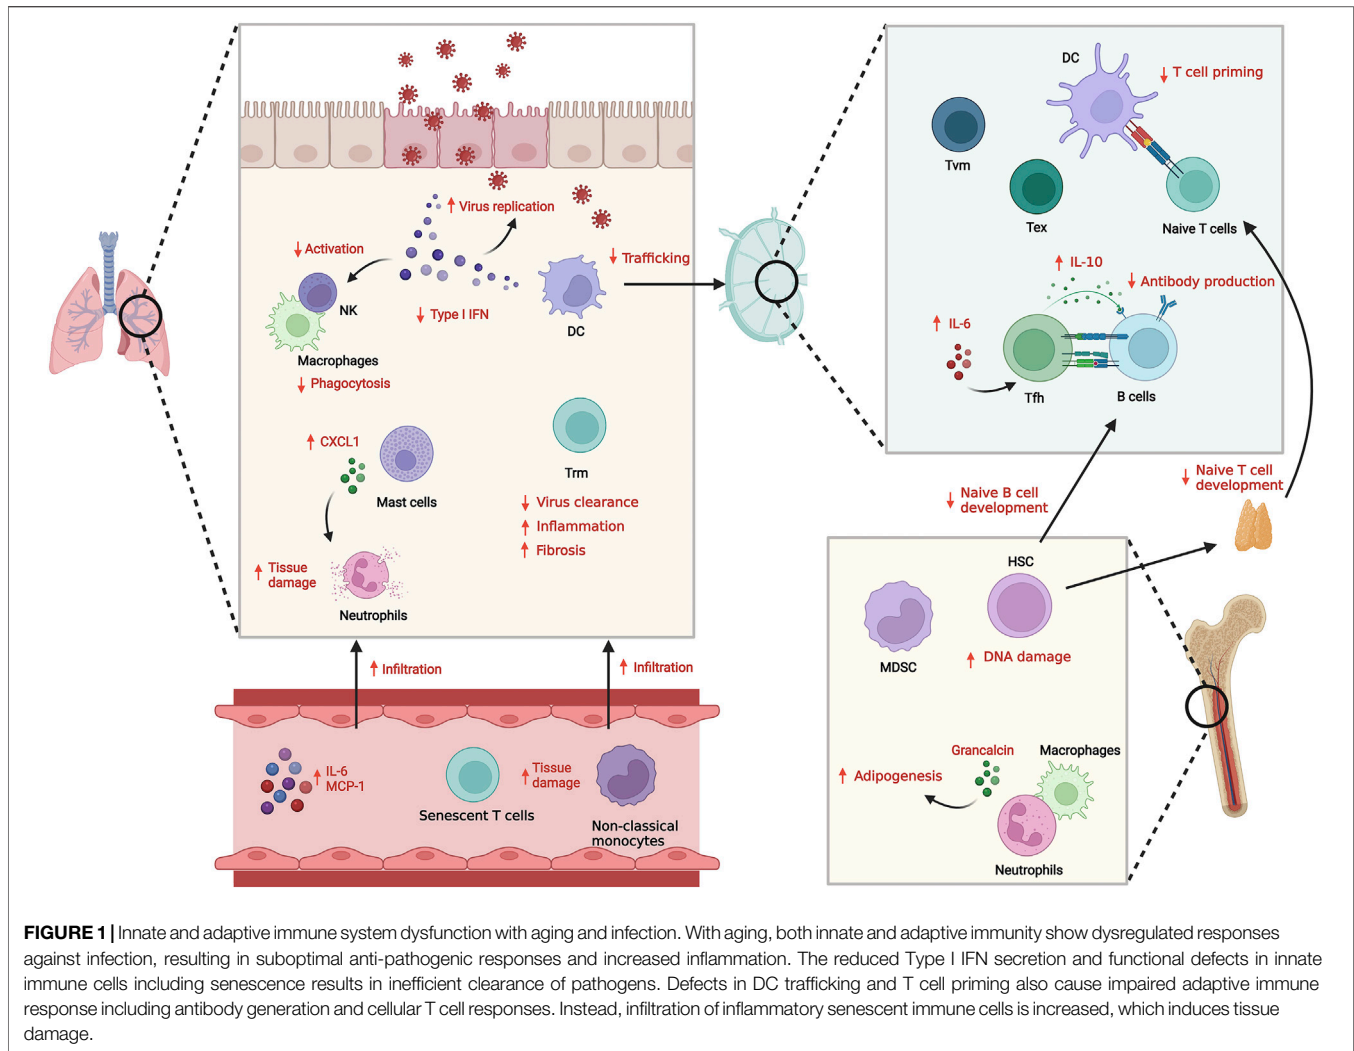 DC
T cell priming
Tvm
Tex
Naive T cells
Virus replication
Activation
Trafficking
NK
Type I IFN
DC
Macrophages
Phagocytosis
IL-10
Antibody production
IL-6
Tfh
B cells
CXCL1
Mast cells
Trm
Virus clearance
Inflammation
Fibrosis
Tissue
damage
Neutrophils
Naive B cell
development
Naive T cell
development
Infiltration
Infiltration
HSC
MDSC
DNA damage
IL-6
MCP-1
Senescent T cells
Tissue
damage
Non-classical
monocytes
Grancalcin
Macrophages
Adipogenesis
Neutrophils
FIGURE 1 | Innate and adaptive immune system dysfunction with aging and infection. With aging, both innate and adaptive immunity show dysregulated responses
against infection, resulting in suboptimal anti-pathogenic responses and increased inflammation. The reduced Type I IFN secretion and functional defects in innate
immune cells including senescence results in inefficient clearance of pathogens. Defects in DC trafficking and T cell priming also cause impaired adaptive immune
response including antibody generation and cellular T cell responses. Instead, infiltration of inflammatory senescent immune cells is increased, which induces tissue
damage.